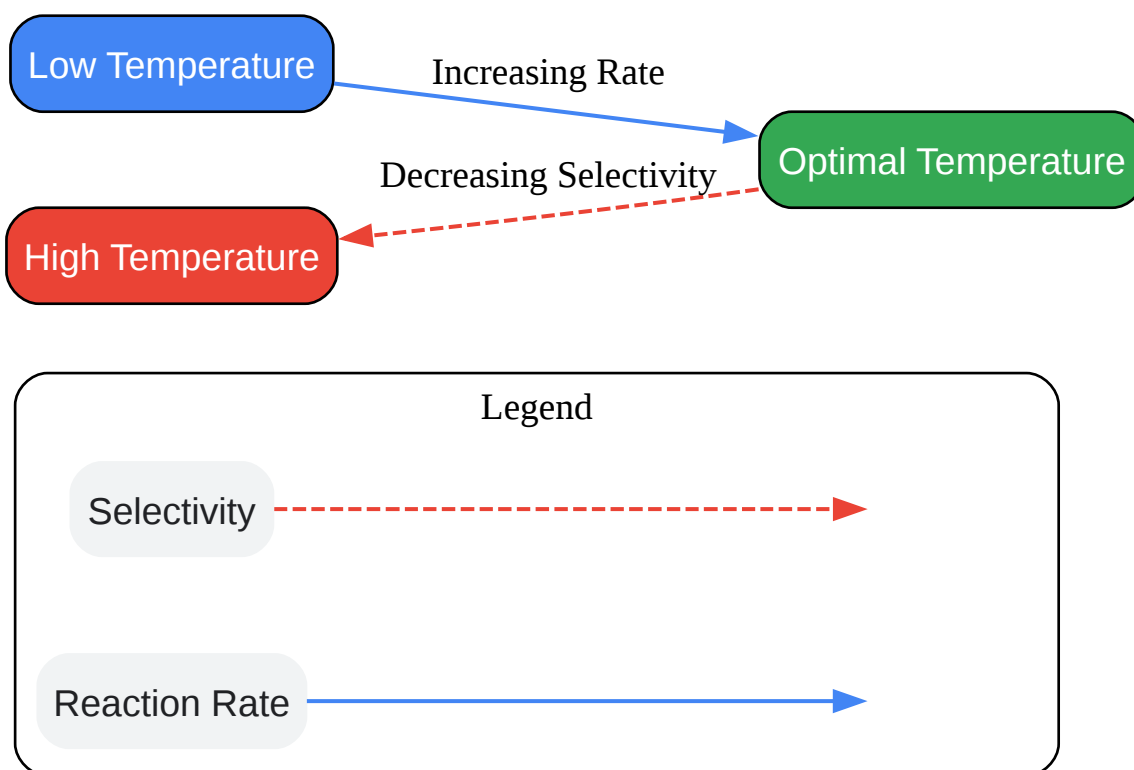 Low Temperature
Increasing Rate
Optimal Temperature
Decreasing Selectivity
High Temperature
Legend
Selectivity
Reaction Rate